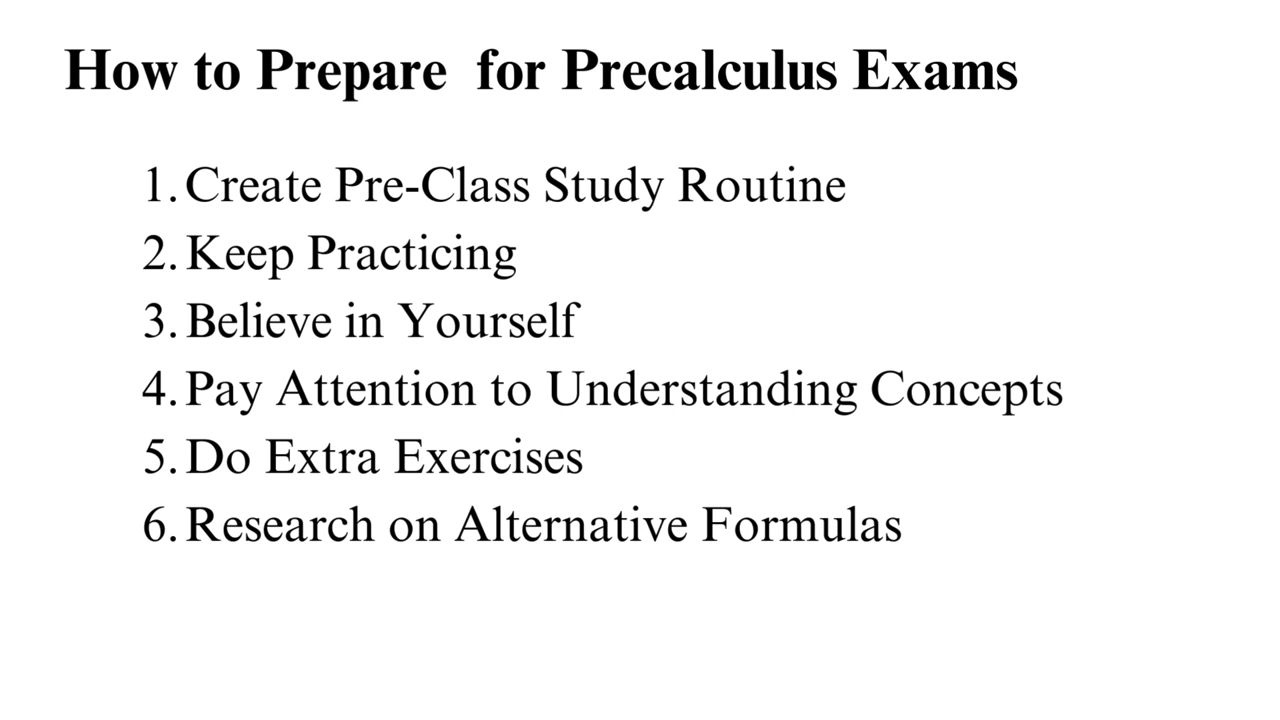 How to Prepare  for Precalculus Exams
1. Create Pre-Class Study Routine
2. Keep Practicing
3. Believe in Yourself
4. Pay Attention to Understanding Concepts
5. Do Extra Exercises
6. Research on Alternative Formulas